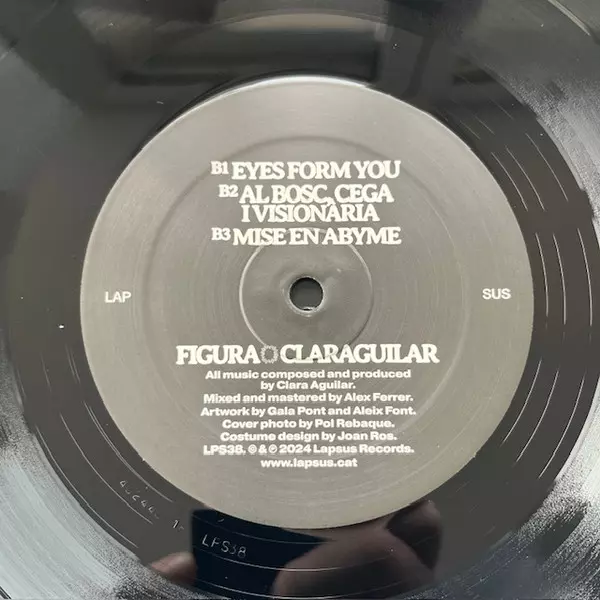 B1 EYES FORM YOU
B2 AL BOSC, CEGA
I VISIONÀRIA
B3 MISE EN ABYME
LAP
SUS
FIGURA CLARAGUILAR
All music composed and produced
by Clara Aguilar.
Mixed and mastered by Alex Ferrer.
Artwork by Gala Pont and Aleix Font.
Cover photo by Pol Rebaque.
Costume design by Joan Ros.
LPS38. © & ℗ 2024 Lapsus Records.
www.lapsus.cat
LPS38